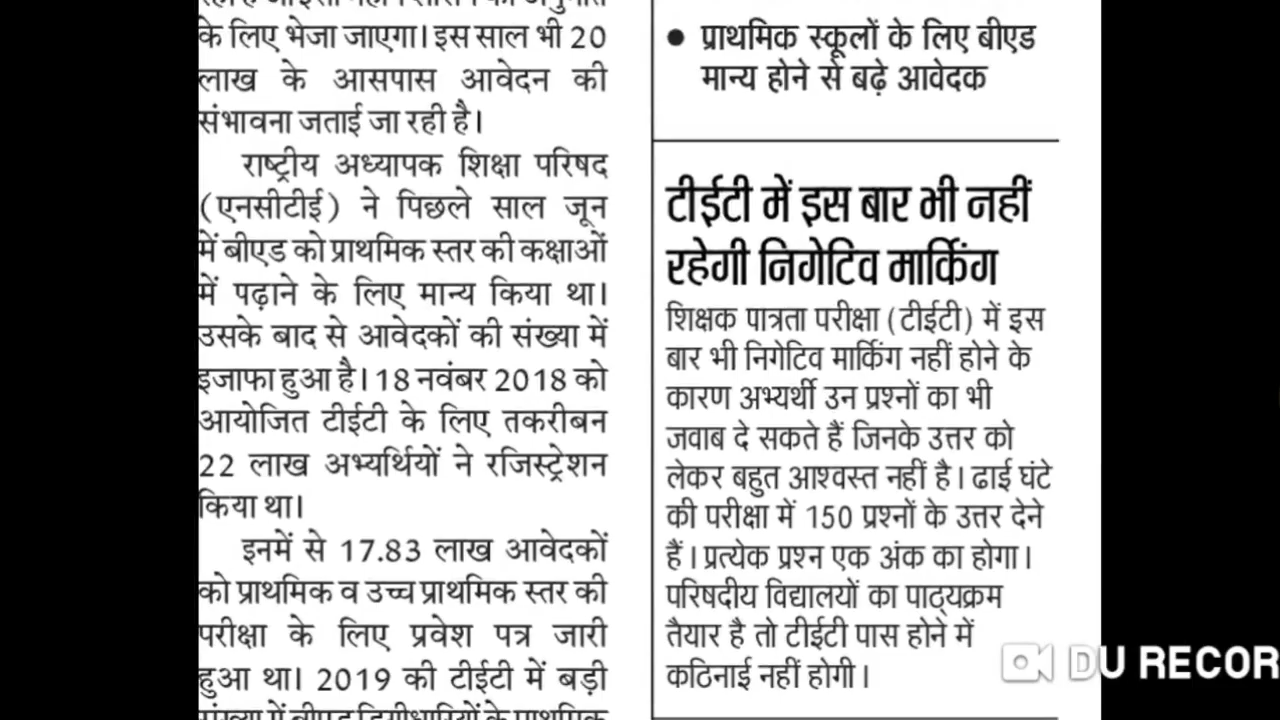 के लिए भेजा जाएगा। इस साल भी 20
लाख के आसपास आवेदन की
संभावना जताई जा रही है।
राष्ट्रीय अध्यापक शिक्षा परिषद
(एनसीटीई) ने पिछले साल जून
में बीएड को प्राथमिक स्तर की कक्षाओं
में पढ़ाने के लिए मान्य किया था।
उसके बाद से आवेदकों की संख्या में
इजाफा हुआ है। 18 नवंबर 2018 को
आयोजित टीईटी के लिए तकरीबन
22 लाख अभ्यर्थियों ने रजिस्ट्रेशन
किया था।
इनमें से 17.83 लाख आवेदकों
को प्राथमिक व उच्च प्राथमिक स्तर की
परीक्षा के लिए प्रवेश पत्र जारी
हुआ था। 2019 की टीईटी में बड़ी
● प्राथमिक स्कूलों के लिए बीएड
मान्य होने से बढ़े आवेदक
टीईटी में इस बार भी नहीं
रहेगी निगेटिव मार्किंग
शिक्षक पात्रता परीक्षा (टीईटी) में इस
बार भी निगेटिव मार्किंग नहीं होने के
कारण अभ्यर्थी उन प्रश्नों का भी
जवाब दे सकते हैं जिनके उत्तर को
लेकर बहुत आश्वस्त नहीं है। ढाई घंटे
की परीक्षा में 150 प्रश्नों के उत्तर देने
हैं। प्रत्येक प्रश्न एक अंक का होगा।
परिषदीय विद्यालयों का पाठ्यक्रम
तैयार है तो टीईटी पास होने में
कठिनाई नहीं होगी।
DU RECOR